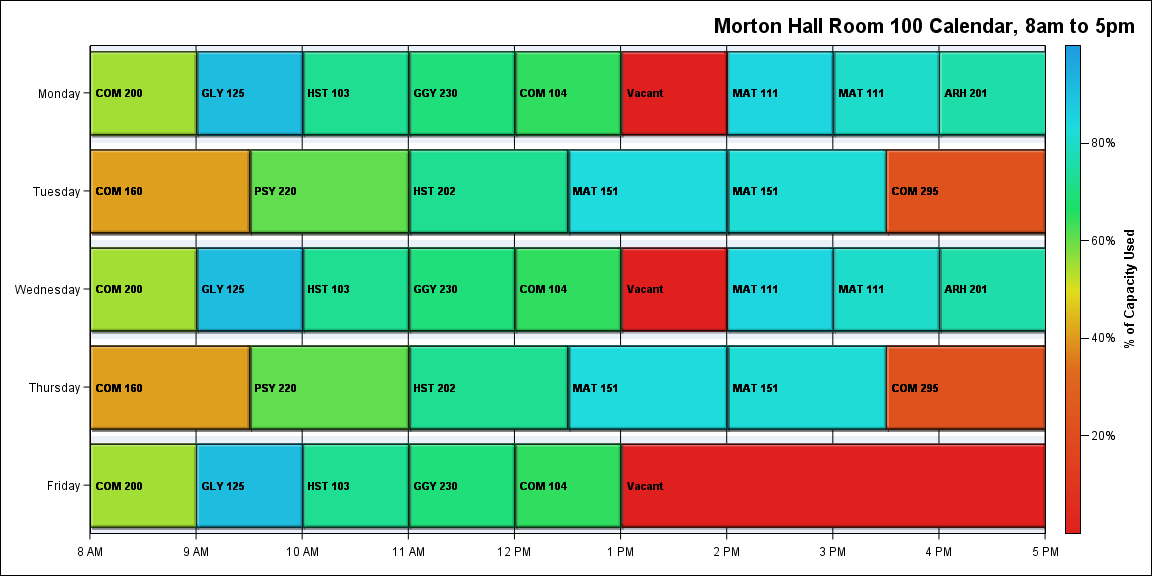 Morton Hall Room 100 Calendar, 8am to 5pm
Monday
COM 200
GLY 125
HST 103
GGY 230
COM 104
Vacant
MAT 111
MAT 111
ARH 201
Tuesday
COM 160
PSY 220
HST 202
MAT 151
MAT 151
COM 295
Wednesday
COM 200
GLY 125
HST 103
GGY 230
COM 104
Vacant
MAT 111
MAT 111
ARH 201
Thursday
COM 160
PSY 220
HST 202
MAT 151
MAT 151
COM 295
Friday
COM 200
GLY 125
HST 103
GGY 230
COM 104
Vacant
8 AM
9 AM
10 AM
11 AM
12 PM
1 PM
2 PM
3 PM
4 PM
5 PM
80%
60%
40%
20%
% of Capacity Used